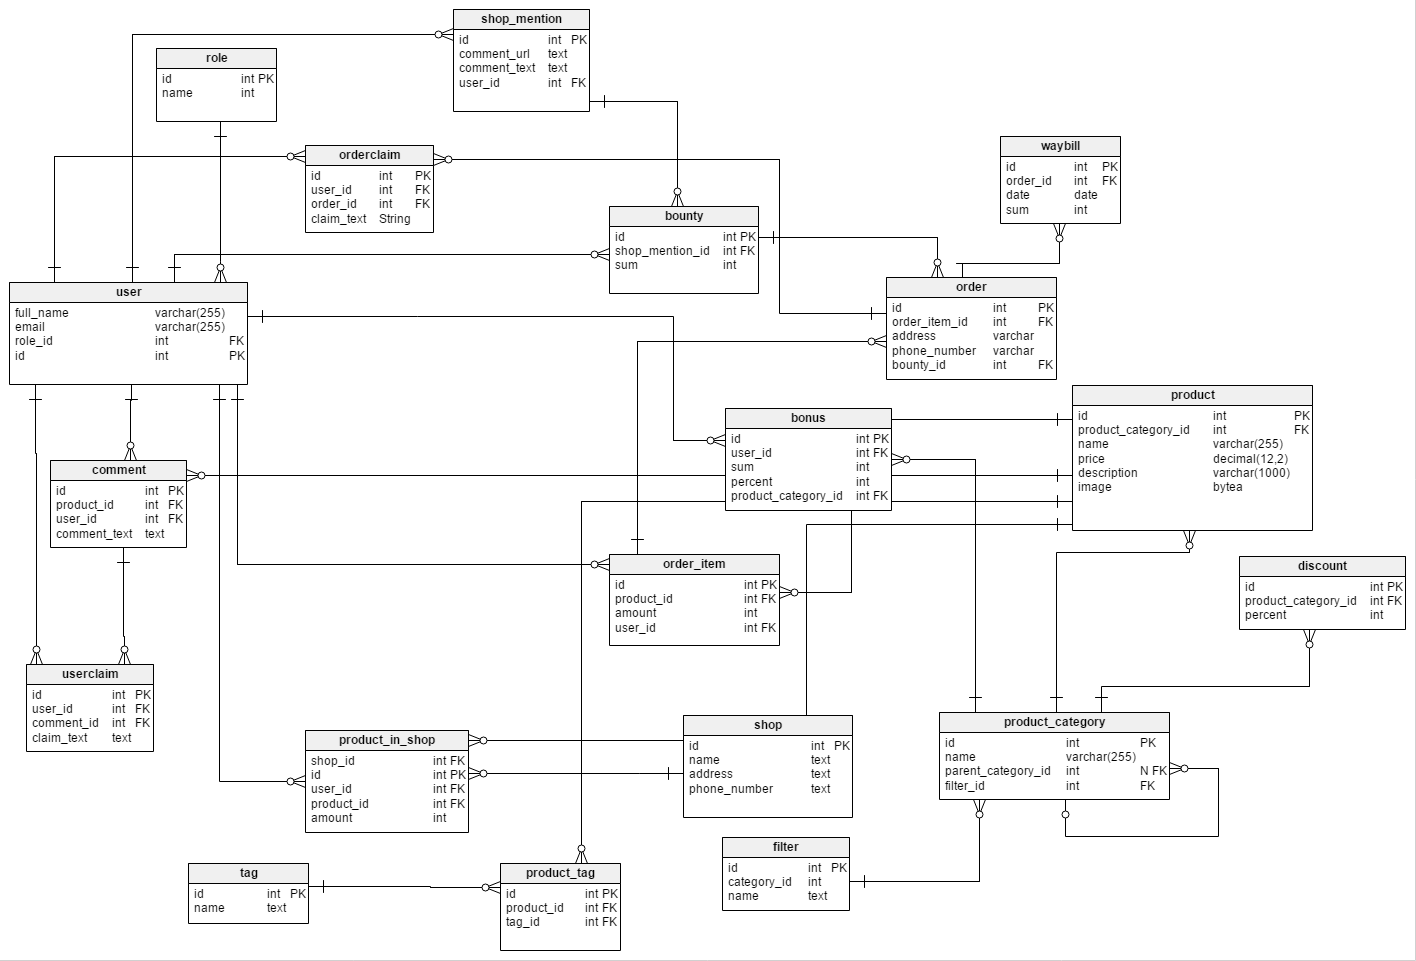 shop_mention
id int PK
comment_url text
comment_text text
user_id int FK
role
id int PK
name int
orderclaim
id int PK
user_id int FK
order_id int FK
claim_text String
waybill
id int PK
order_id int FK
date date
sum int
bounty
id int PK
shop_mention_id int FK
sum int
user
full_name varchar(255)
email varchar(255)
role_id int FK
id int PK
order
id int PK
order_item_id int FK
address varchar
phone_number varchar
bounty_id int FK
product
id int PK
product_category_id int FK
name varchar(255)
price decimal(12,2)
description varchar(1000)
image bytea
bonus
id int PK
user_id int FK
sum int
percent int
product_category_id int FK
comment
id int PK
product_id int FK
user_id int FK
comment_text text
order_item
id int PK
product_id int FK
amount int
user_id int FK
discount
id int PK
product_category_id int FK
percent int
userclaim
id int PK
user_id int FK
comment_id int FK
claim_text text
product_in_shop
shop_id int FK
id int PK
user_id int FK
product_id int FK
amount int
shop
id int PK
name text
address text
phone_number text
product_category
id int PK
name varchar(255)
parent_category_id int N FK
filter_id int FK
filter
id int PK
category_id int
name text
tag
id int PK
name text
product_tag
id int PK
product_id int FK
tag_id int FK